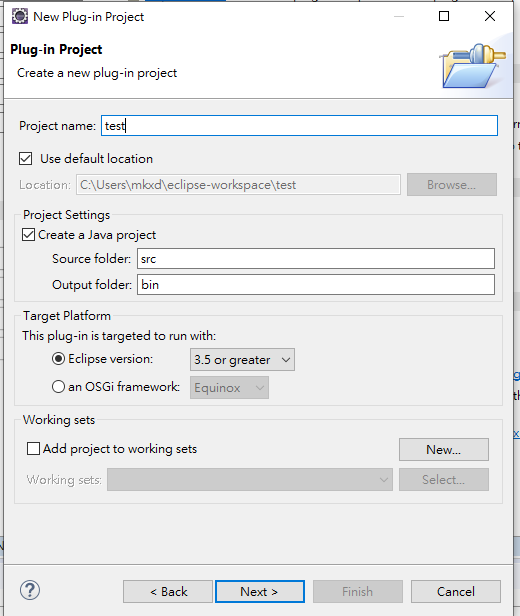 New Plug-in Project
Plug-in Project
Create a new plug-in project
Project name: test
Use default location
Location: C:\Users\mkxd\eclipse-workspace\test Browse...
Project Settings
Create a Java project
Source folder: src
Output folder: bin
Target Platform
This plug-in is targeted to run with:
Eclipse version: 3.5 or greater
an OSGi framework: Equinox
Working sets
Add project to working sets New...
Working sets: Select...
? < Back Next > Finish Cancel